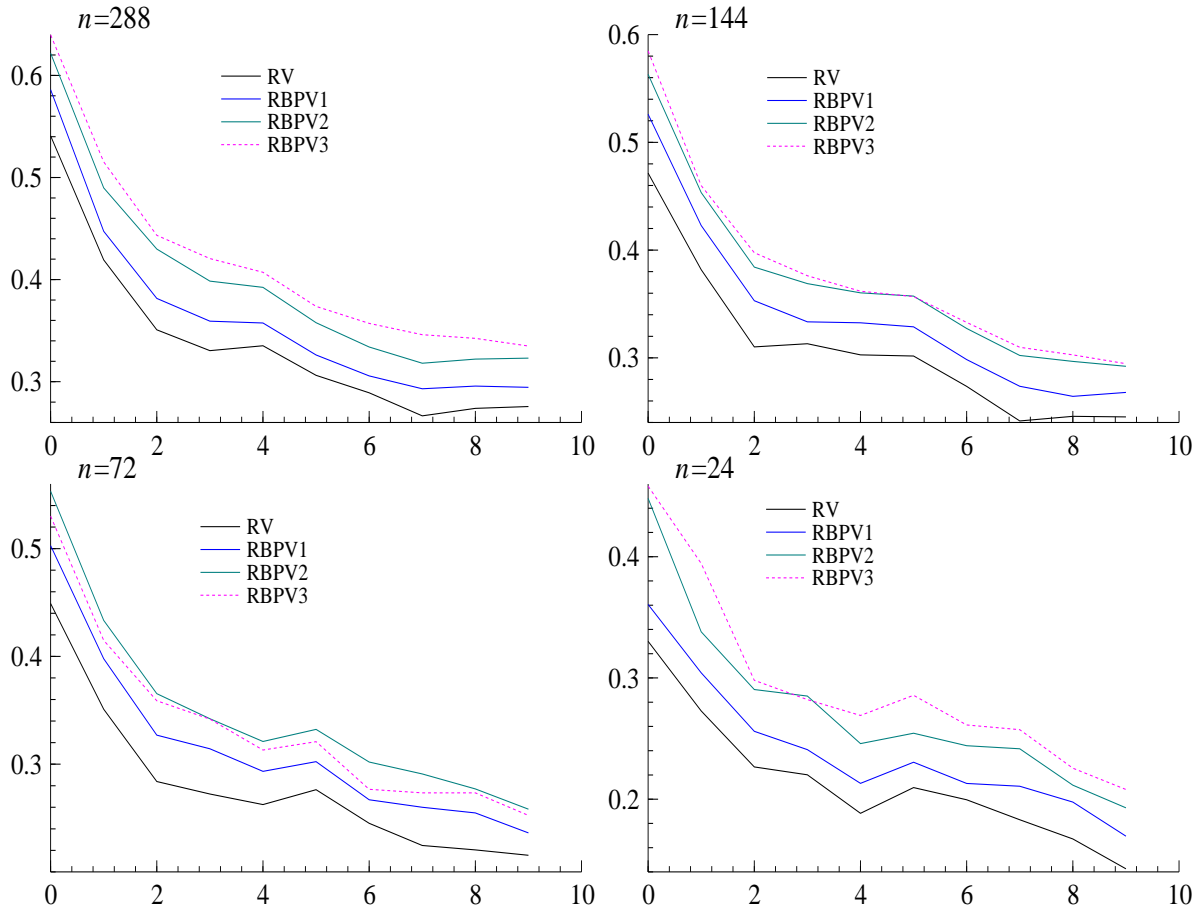 n=288
0.6
0.5
0.4
0.3
RV
RBPV1
RBPV2
RBPV3
0 2 4 6 8 10
n=144
0.6
0.5
0.4
0.3
RV
RBPV1
RBPV2
RBPV3
0 2 4 6 8 10
n=72
0.5
0.4
0.3
RV
RBPV1
RBPV2
RBPV3
0 2 4 6 8 10
n=24
0.4
0.3
0.2
RV
RBPV1
RBPV2
RBPV3
0 2 4 6 8 10